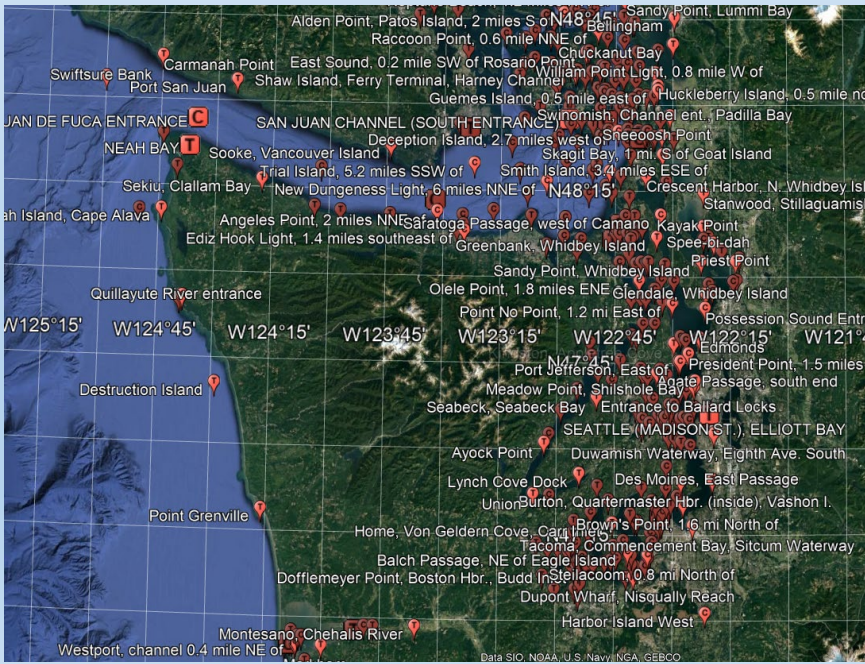 Alden Point, Patos Island, 2 miles S of
N48°45'
Sandy Point, Lummi Bay
Bellingham
Raccoon Point, 0.6 mile NNE of
Chuckanut Bay
Carmanah Point
East Sound, 0.2 mile SW of Rosario Point
Swiftsure Bank
William Point Light, 0.8 mile W of
Port San Juan
Shaw Island, Ferry Terminal, Harney Channel
Guemes Island, 0.5 mile east of
Huckleberry Island, 0.5 mile
JUAN DE FUCA ENTRANCE
C
SAN JUAN CHANNEL (SOUTH ENTRANCE)
Swinomish, Channel ent., Padilla Bay
Deception Island, 2.7 miles west of
Sneeoosh Point
NEAH BAY
T
Sooke, Vancouver Island
Skagit Bay, 1 mi. S of Goat Island
Trial Island, 5.2 miles SSW of
Smith Island, 3.4 miles ESE of
Sekiu, Clallam Bay
New Dungeness Light, 6 miles NNE of
N48°15'
Crescent Harbor, N. Whidbey
Stanwood,
ah Island, Cape Alava
Angeles Point, 2 miles NNE of
Saratoga Passage, west of Camano
Kayak Point
Ediz Hook Light, 1.4 miles southeast of
Greenbank, Whidbey Island
Spee-bi-dah
Sandy Point, Whidbey Island
Priest Point
Quillayute River entrance
Olele Point, 1.8 miles ENE of
Glendale, Whidbey Island
Point No Point, 1.2 mi East of
Possession Sound
W125°15'
W124°45'
W124°15'
W123°45'
W123°15'
W122°45'
W122°15'
W121°
Edmonds
N47°45'
President Point, 1.5 miles
Port Jefferson, East of
Destruction Island
Meadow Point, Shilshole Bay
Agate Passage, south end
Seabeck, Seabeck Bay
Entrance to Ballard Locks
SEATTLE (MADISON ST.), ELLIOTT BAY
Ayock Point
Duwamish Waterway, Eighth Ave. South
Lynch Cove Dock
Des Moines, East Passage
Union
Burton, Quartermaster Hbr. (inside), Vashon I.
Point Grenville
Home, Von Geldern Cove,
Brown's Point, 1.6 mi North of
Tacoma, Commencement Bay, Sitcum Waterway
Balch Passage, NE of Eagle Island
Dofflemeyer Point, Boston Hbr., Budd
Steilacoom, 0.8 mi North of
Dupont Wharf, Nisqually Reach
Harbor Island West
Montesano, Chehalis River
Westport, channel 0.4 mile NE of
Data SIO, NOAA, U.S. Navy, NGA, GEBCO